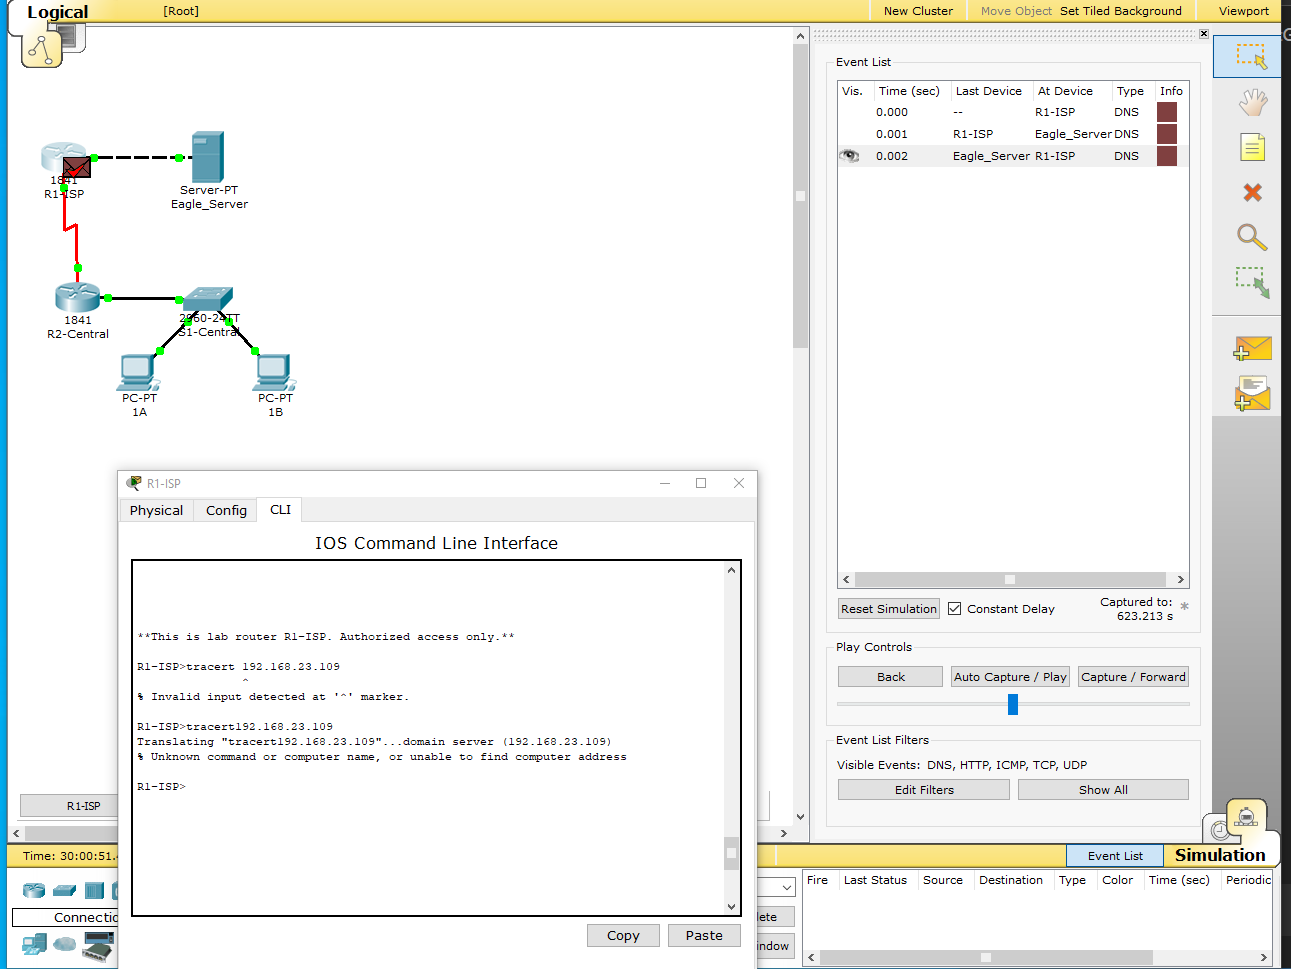 Logical
[Root]
New Cluster
Move Object
Set Tiled Background
Viewport
1841
R1-ISP
Server-PT
Eagle_Server
1841
R2-Central
2960-24TT
S1-Central
PC-PT
1A
PC-PT
1B
Event List
Vis. Time (sec) Last Device At Device Type Info
0.000 -- R1-ISP DNS
0.001 R1-ISP Eagle_Server DNS
0.002 Eagle_Server R1-ISP DNS
Reset Simulation
Constant Delay
Captured to:
623.213 s
*
Play Controls
Back
Auto Capture / Play
Capture / Forward
Event List Filters
Visible Events: DNS, HTTP, ICMP, TCP, UDP
Edit Filters
Show All
R1-ISP
Physical
Config
CLI
IOS Command Line Interface
**This is lab router R1-ISP. Authorized access only.**
R1-ISP>tracert 192.168.23.109
^
% Invalid input detected at '^' marker.
R1-ISP>tracert192.168.23.109
Translating "tracert192.168.23.109"...domain server (192.168.23.109)
% Unknown command or computer name, or unable to find computer address
R1-ISP>
Copy
Paste
R1-ISP
Time: 30:00:51.
Connectio
Event List
Simulation
Fire Last Status Source Destination Type Color Time (sec) Periodic
lete
indow